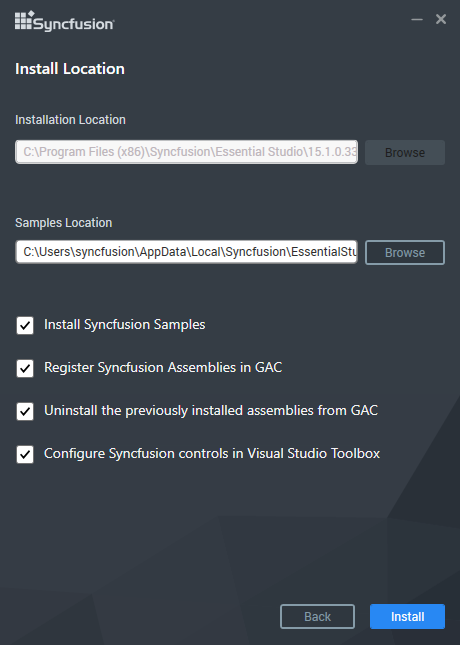 Syncfusion
Install Location
Installation Location
C:\Program Files (x86)\Syncfusion\Essential Studio\15.1.0.33
Browse
Samples Location
C:\Users\syncfusion\AppData\Local\Syncfusion\EssentialStu
Browse
Install Syncfusion Samples
Register Syncfusion Assemblies in GAC
Uninstall the previously installed assemblies from GAC
Configure Syncfusion controls in Visual Studio Toolbox
Back
Install